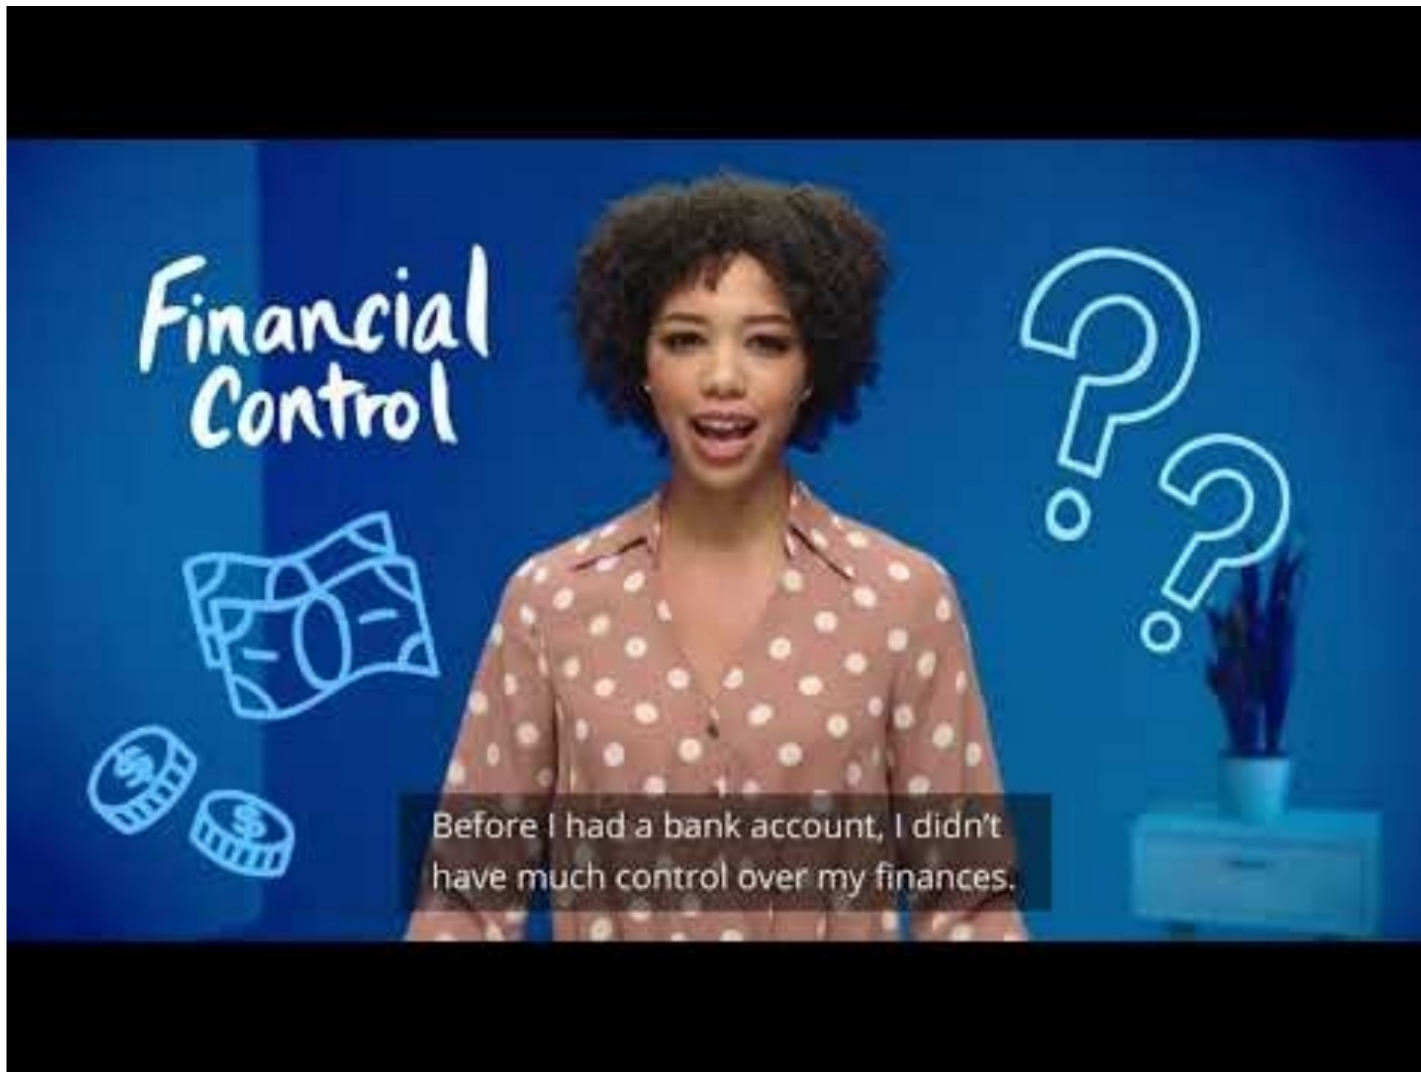 Financial
Control
??
$
$
Before I had a bank account, I didn't
have much control over my finances.